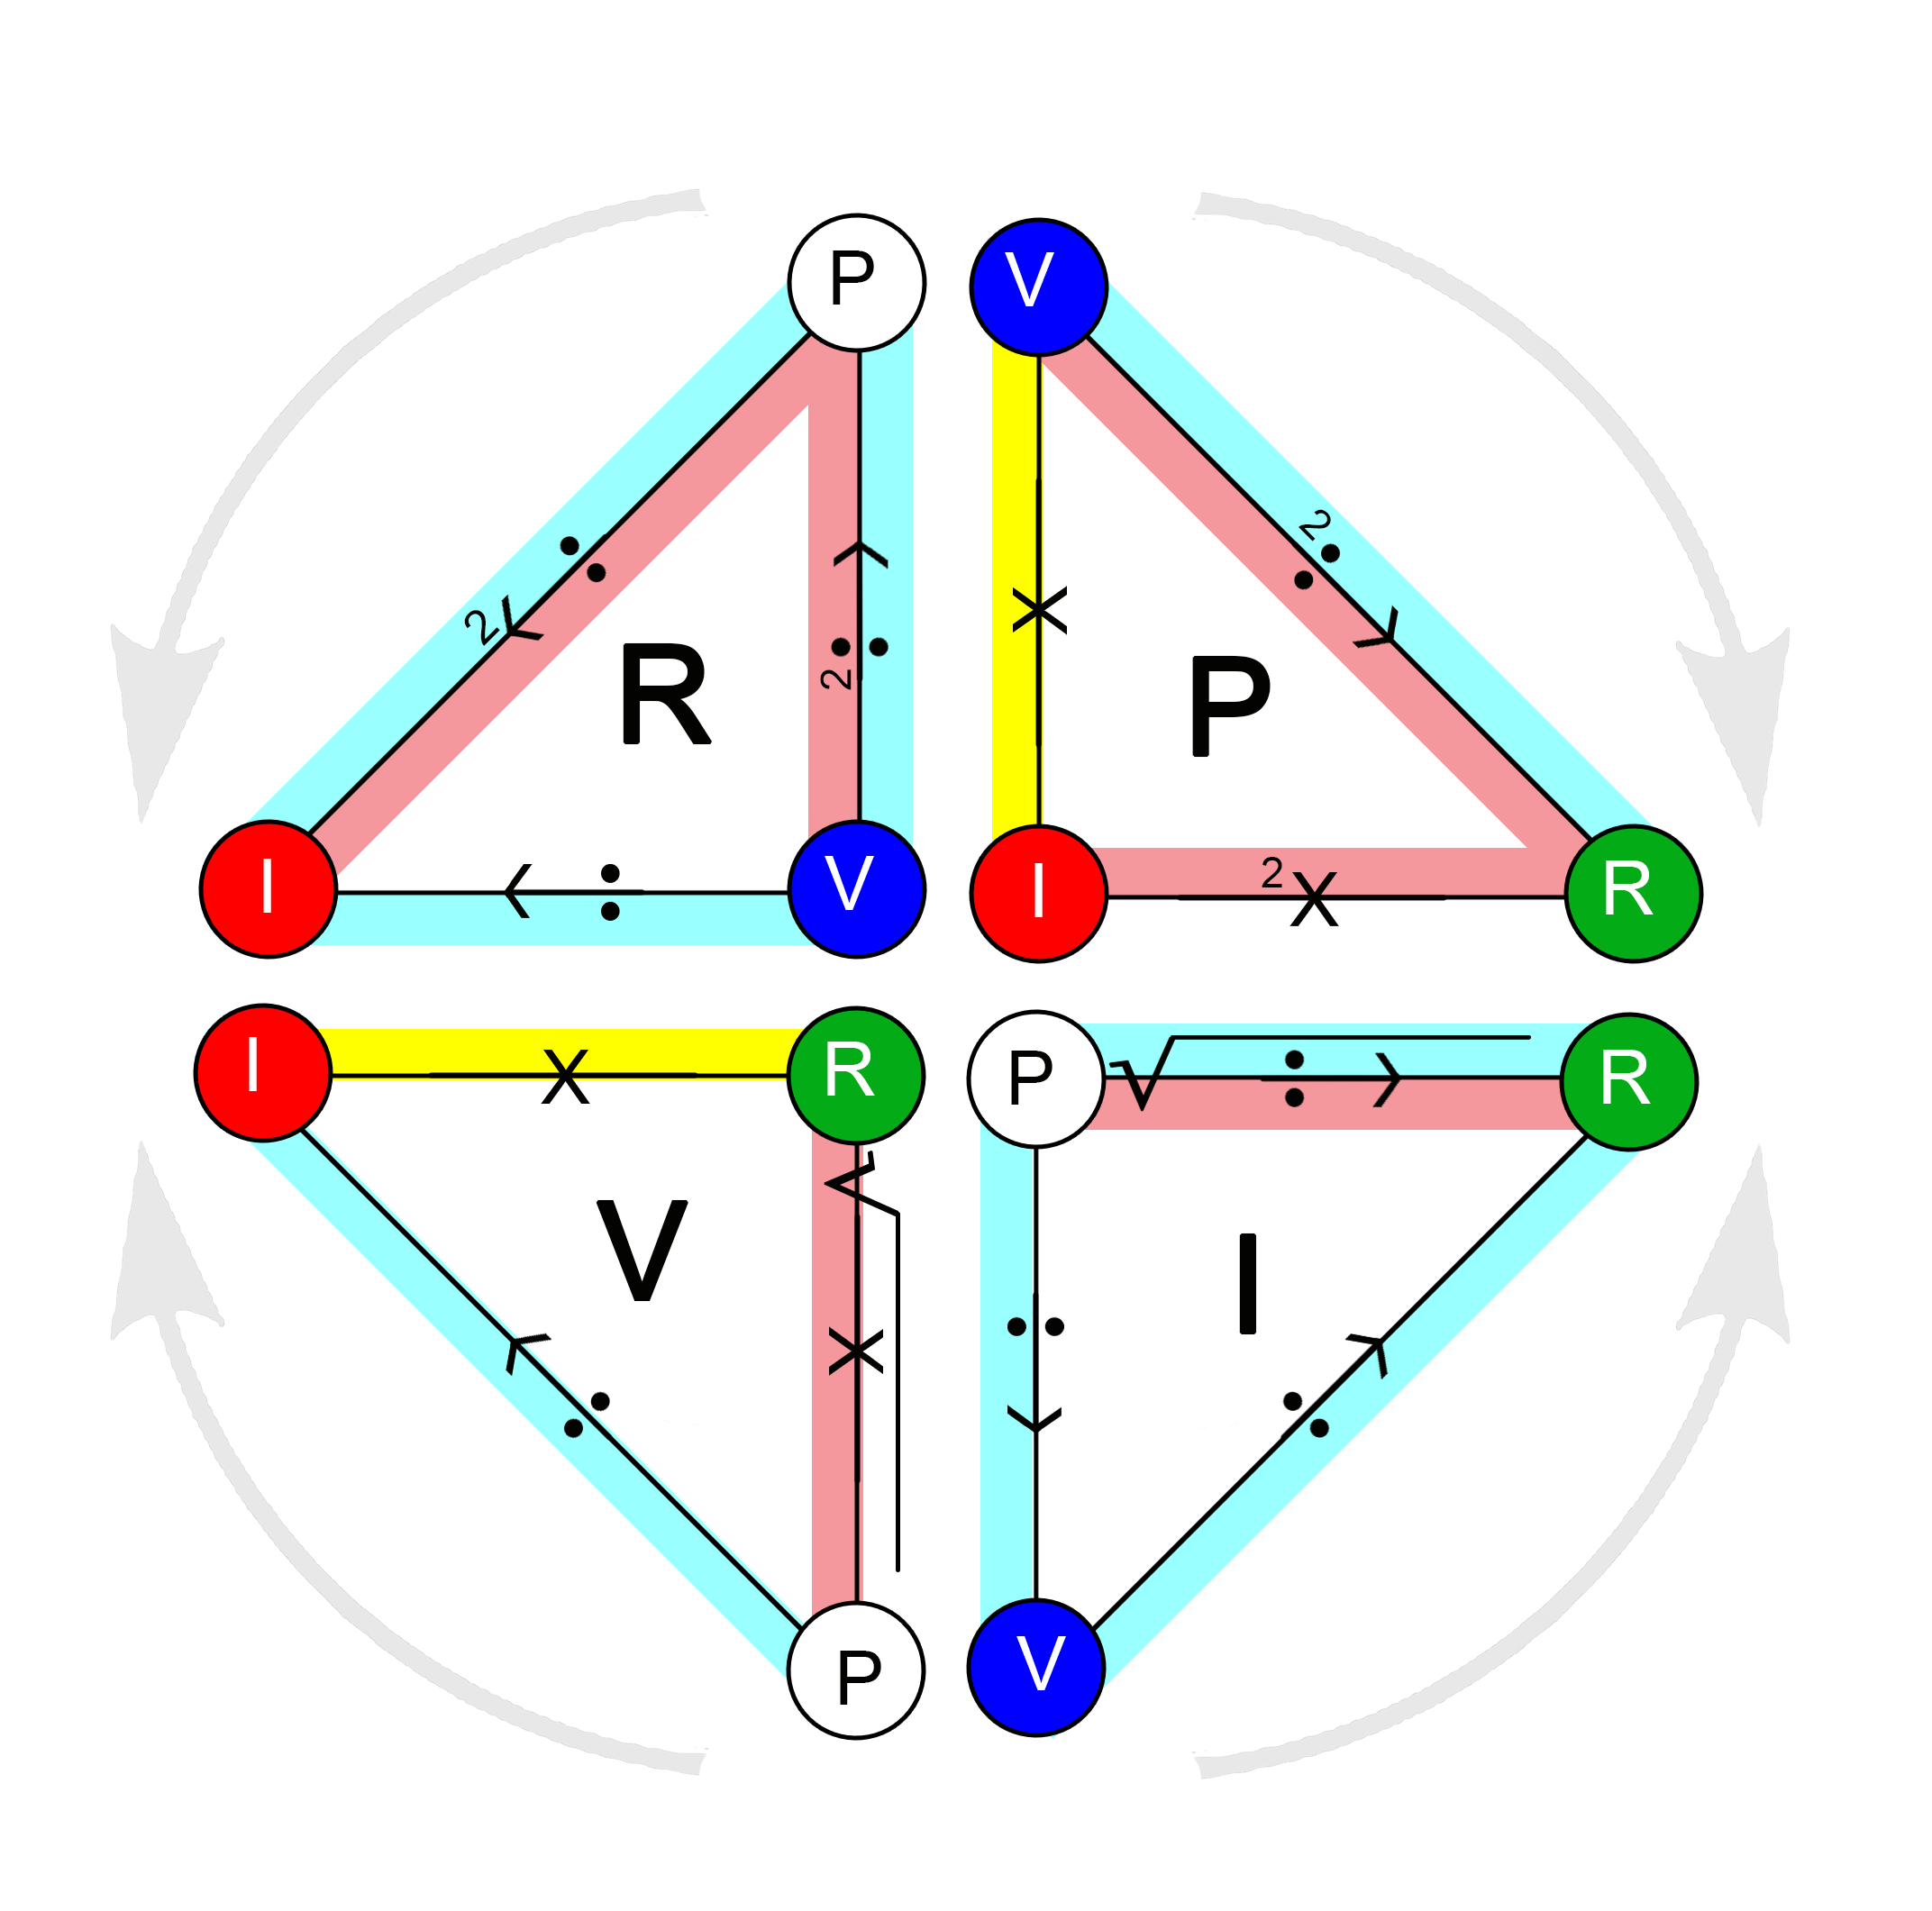 P V
2 ÷ ÷ 2
R 2 ÷ X P
I ÷ V I 2 X R
I X R P √ ÷ R
V √ X ÷ I
÷ ÷
P V